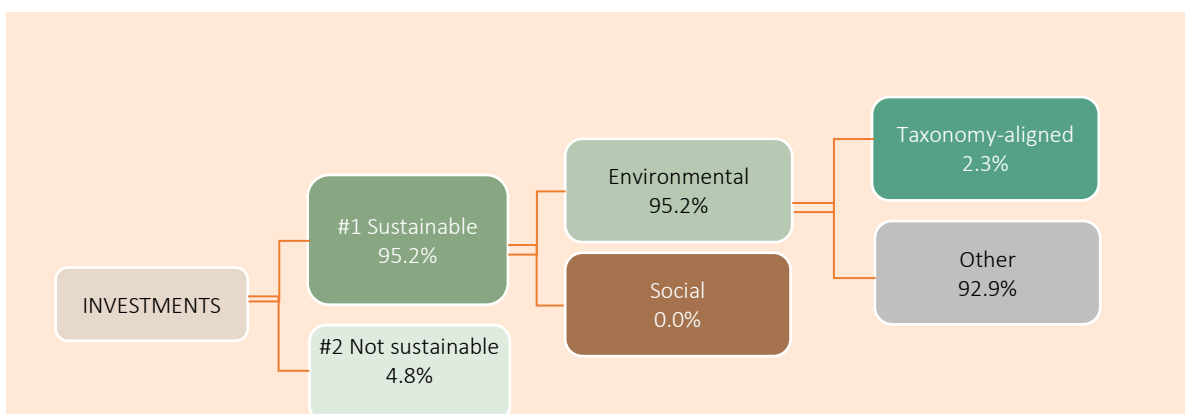 INVESTMENTS
#1 Sustainable
95.2%
#2 Not sustainable
4.8%
Environmental
95.2%
Social
0.0%
Taxonomy-aligned
2.3%
Other
92.9%